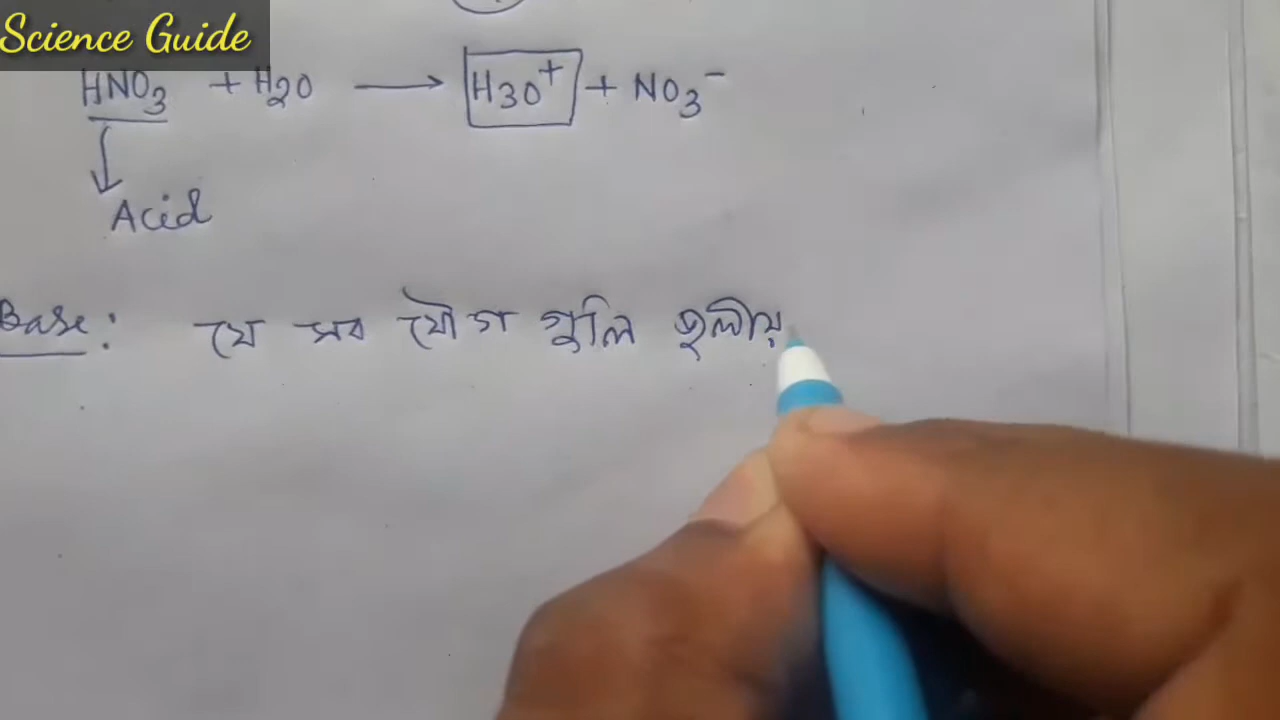 Science Guide
HNO3 + H2O ⟶ H3O+ + NO3−
Acid
Base: যে সব যৌগ গুলি জলীয়